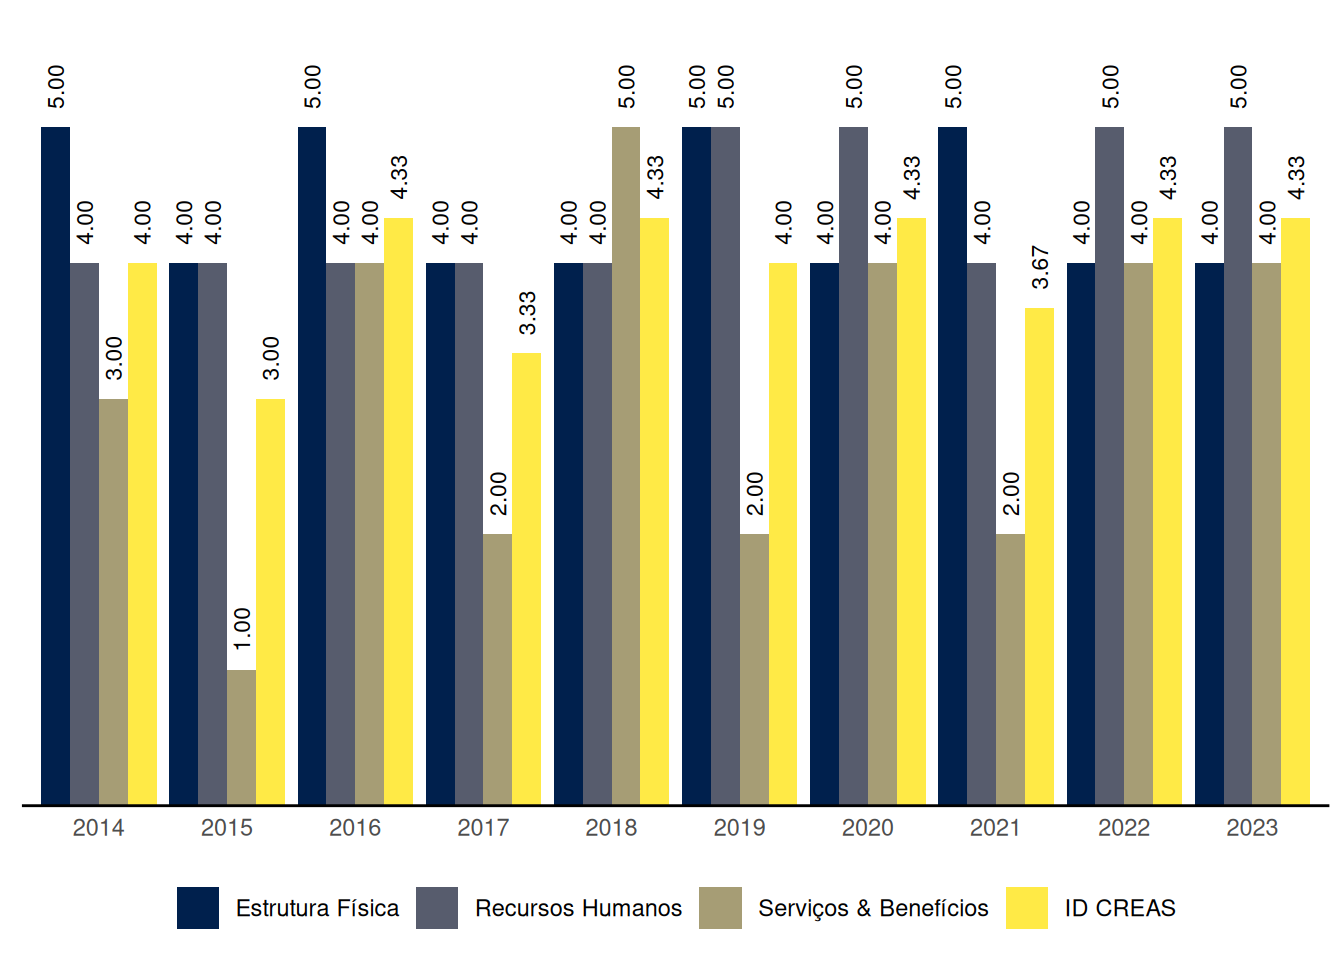 5.00 4.00 3.00 4.00
4.00 4.00 1.00 3.00
5.00 4.00 4.00 4.33
4.00 4.00 2.00 3.33
4.00 4.00 5.00 4.33
5.00 5.00 2.00 4.00
4.00 5.00 4.00 4.33
5.00 4.00 2.00 3.67
4.00 5.00 4.00 4.33
4.00 5.00 4.00 4.33
2014 2015 2016 2017 2018 2019 2020 2021 2022 2023
Estrutura Física Recursos Humanos Serviços & Benefícios ID CREAS